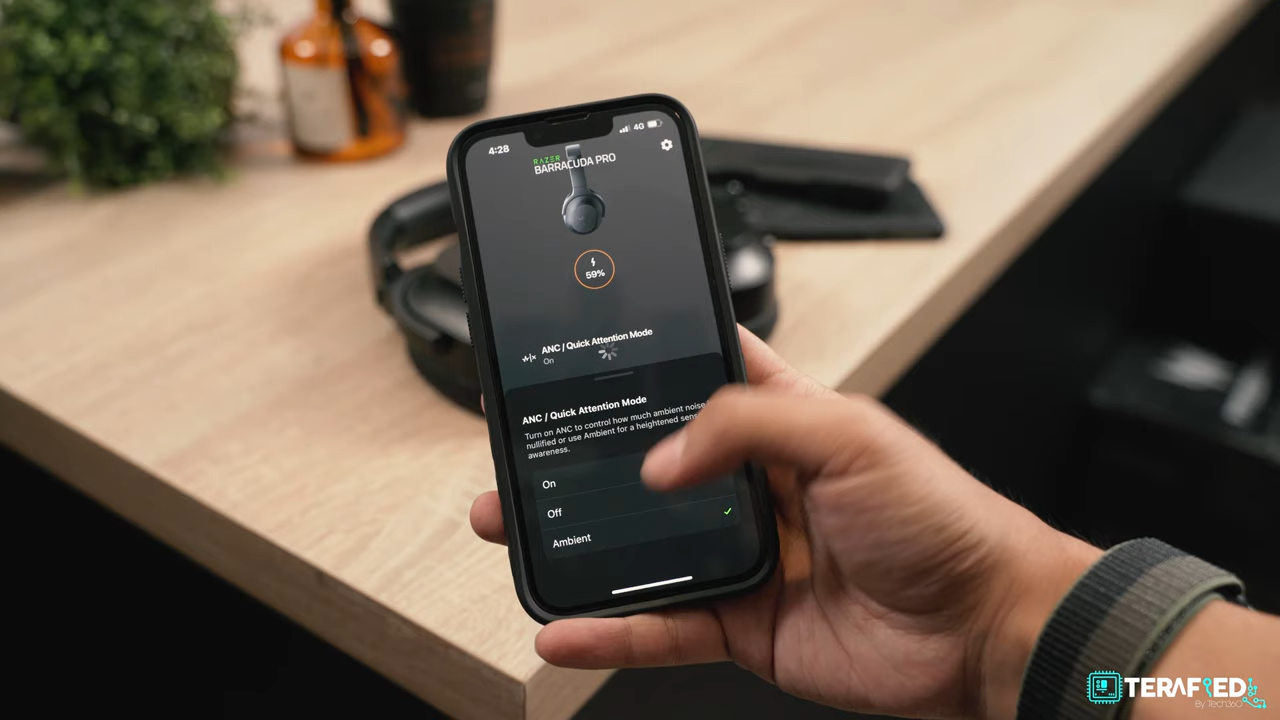 4:28
4G
RAZER
BARRACUDA PRO
59%
ANC / Quick Attention Mode
On
ANC / Quick Attention Mode
Turn on ANC to control how much ambient noise
nullified or use Ambient for a heightened
awareness.
On
Off
Ambient
TERAFIED
By Tech360